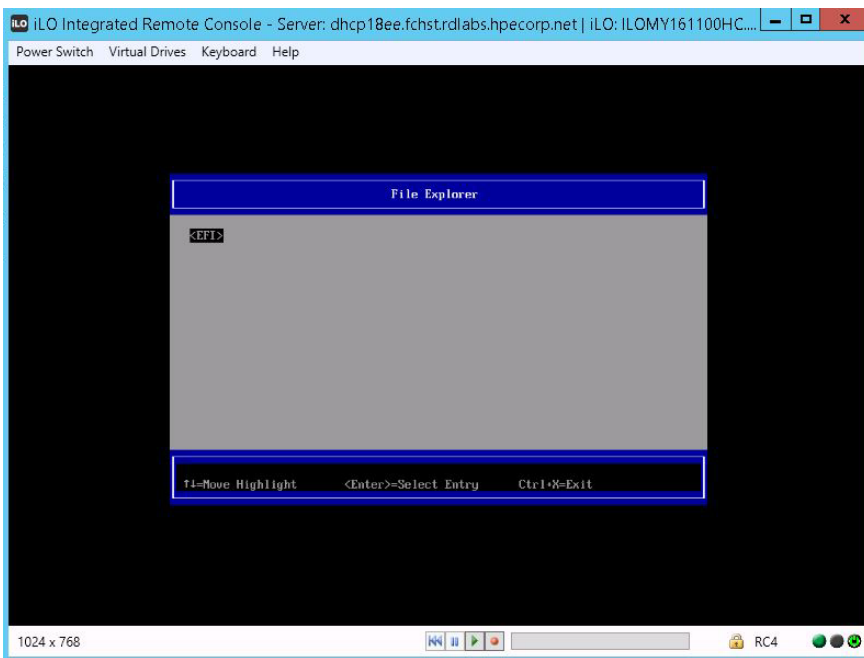 iLO iLO Integrated Remote Console - Server: dhcp18ee.fchst.rdlabs.hpecorp.net | iLO: ILOMY161100HC....
Power Switch Virtual Drives Keyboard Help
File Explorer
<EFI>
↑↓=Move Highlight <Enter>=Select Entry Ctrl+X=Exit
1024 x 768 RC4